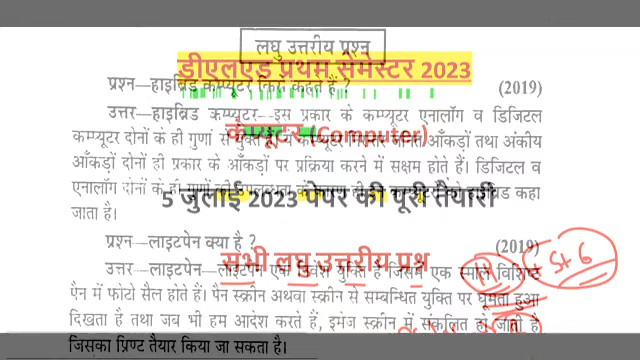 लघु उत्तरीय प्रश्न
डीएलएड प्रथम सेमेस्टर 2023
प्रश्न—हाइब्रिड कम्प्यूटर किसे कहते हैं ? (2019)
उत्तर—हाइब्रिड कम्प्यूटर—इस प्रकार के कम्प्यूटर एनालॉग व डिजिटल
कंप्यूटर (Computer)
कम्प्यूटर दोनों के ही गुणों से युक्त आँकड़ों तथा अंकीय
आँकड़ों दोनों ही प्रकार के आँकड़ों पर प्रक्रिया करने में सक्षम होते हैं। डिजिटल व
एनालॉग दोनों के ही गुणों की हाइब्रिड कहा
5 जुलाई 2023 पेपर की पूरी तैयारी
जाता है।
प्रश्न—लाइटपेन क्या है ? (2019)
सभी लघु उत्तरीय प्रश्न
उत्तर—लाइटपेन—लाइटपेन एक युक्ति है जिसमें एक स्माल विशिष्ट
पैन में फोटो सैल होते हैं। पैन स्क्रीन अथवा स्क्रीन से सम्बन्धित युक्ति पर घूमता हुआ
दिखता है तथा जब भी हम आदेश करते हैं, इमेज स्क्रीन में संकलित हो जाती है
जिसका प्रिण्ट तैयार किया जा सकता है।